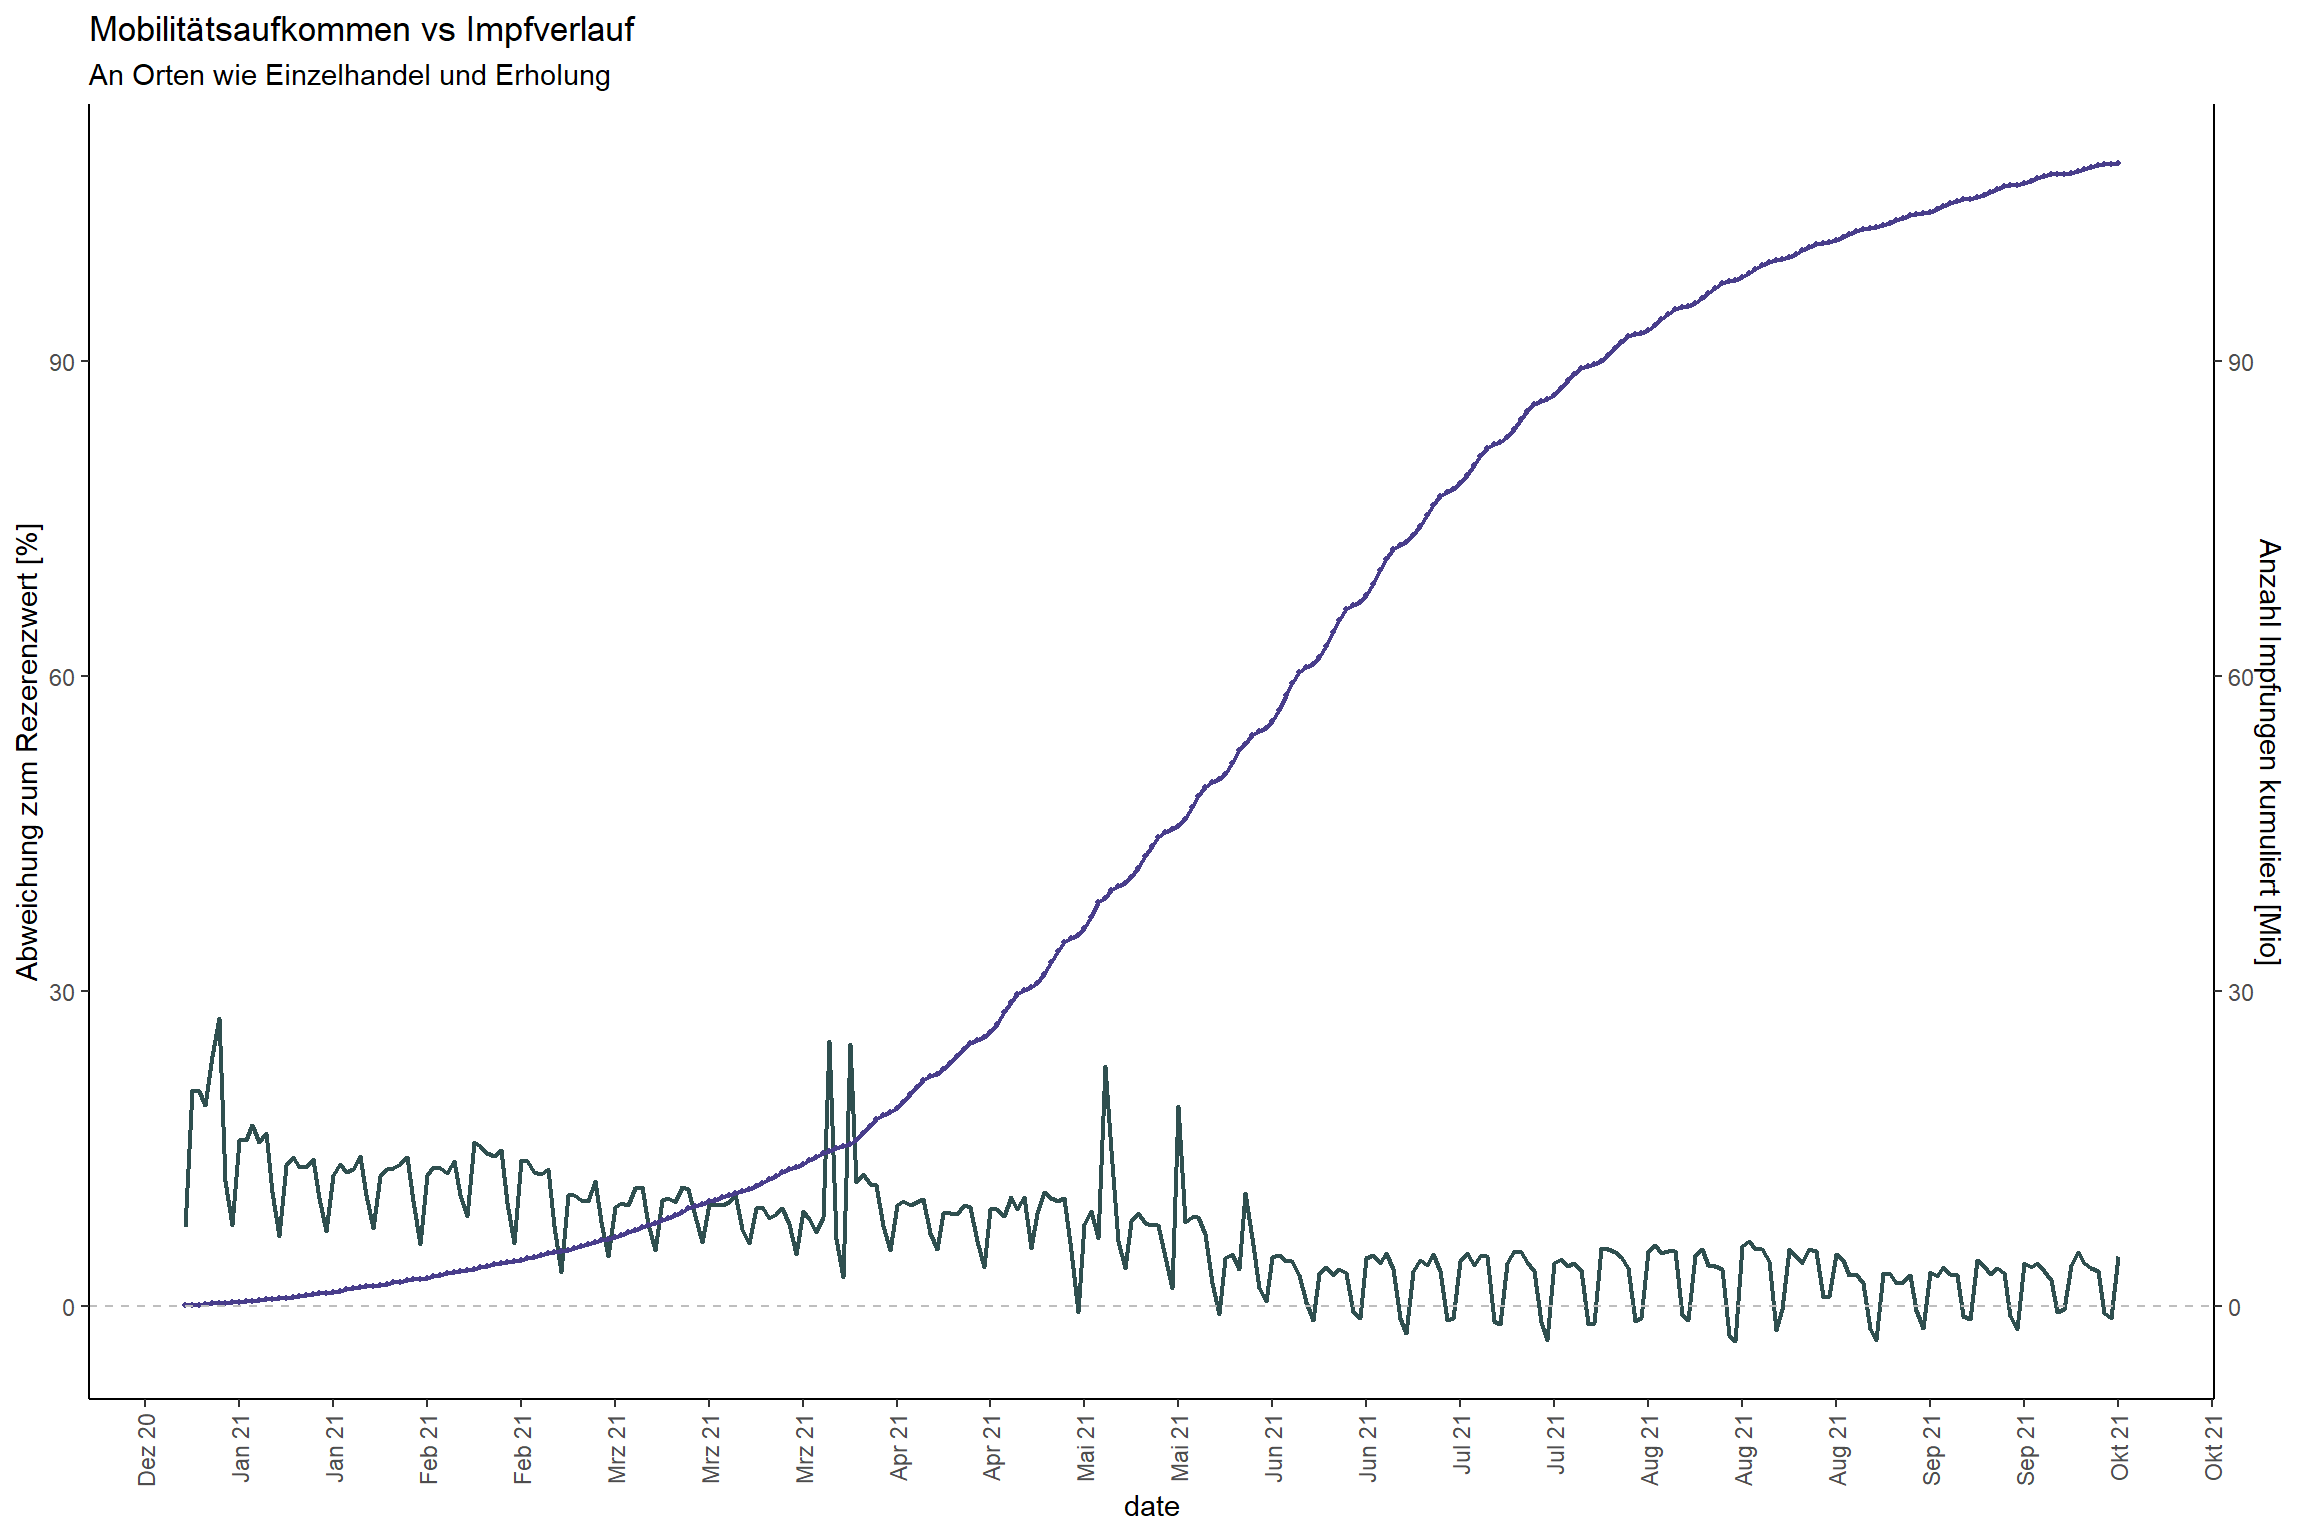 Mobilitätsaufkommen vs Impfverlauf
An Orten wie Einzelhandel und Erholung
Abweichung zum Rezerenzwert [%]
90
60
30
0
90
60
30
0
Anzahl Impfungen kumuliert [Mio]
Dez 20
Jan 21
Jan 21
Feb 21
Feb 21
Mrz 21
Mrz 21
Mrz 21
Apr 21
Apr 21
Mai 21
Mai 21
Jun 21
Jun 21
Jul 21
Jul 21
Aug 21
Aug 21
Aug 21
Sep 21
Sep 21
Okt 21
Okt 21
date